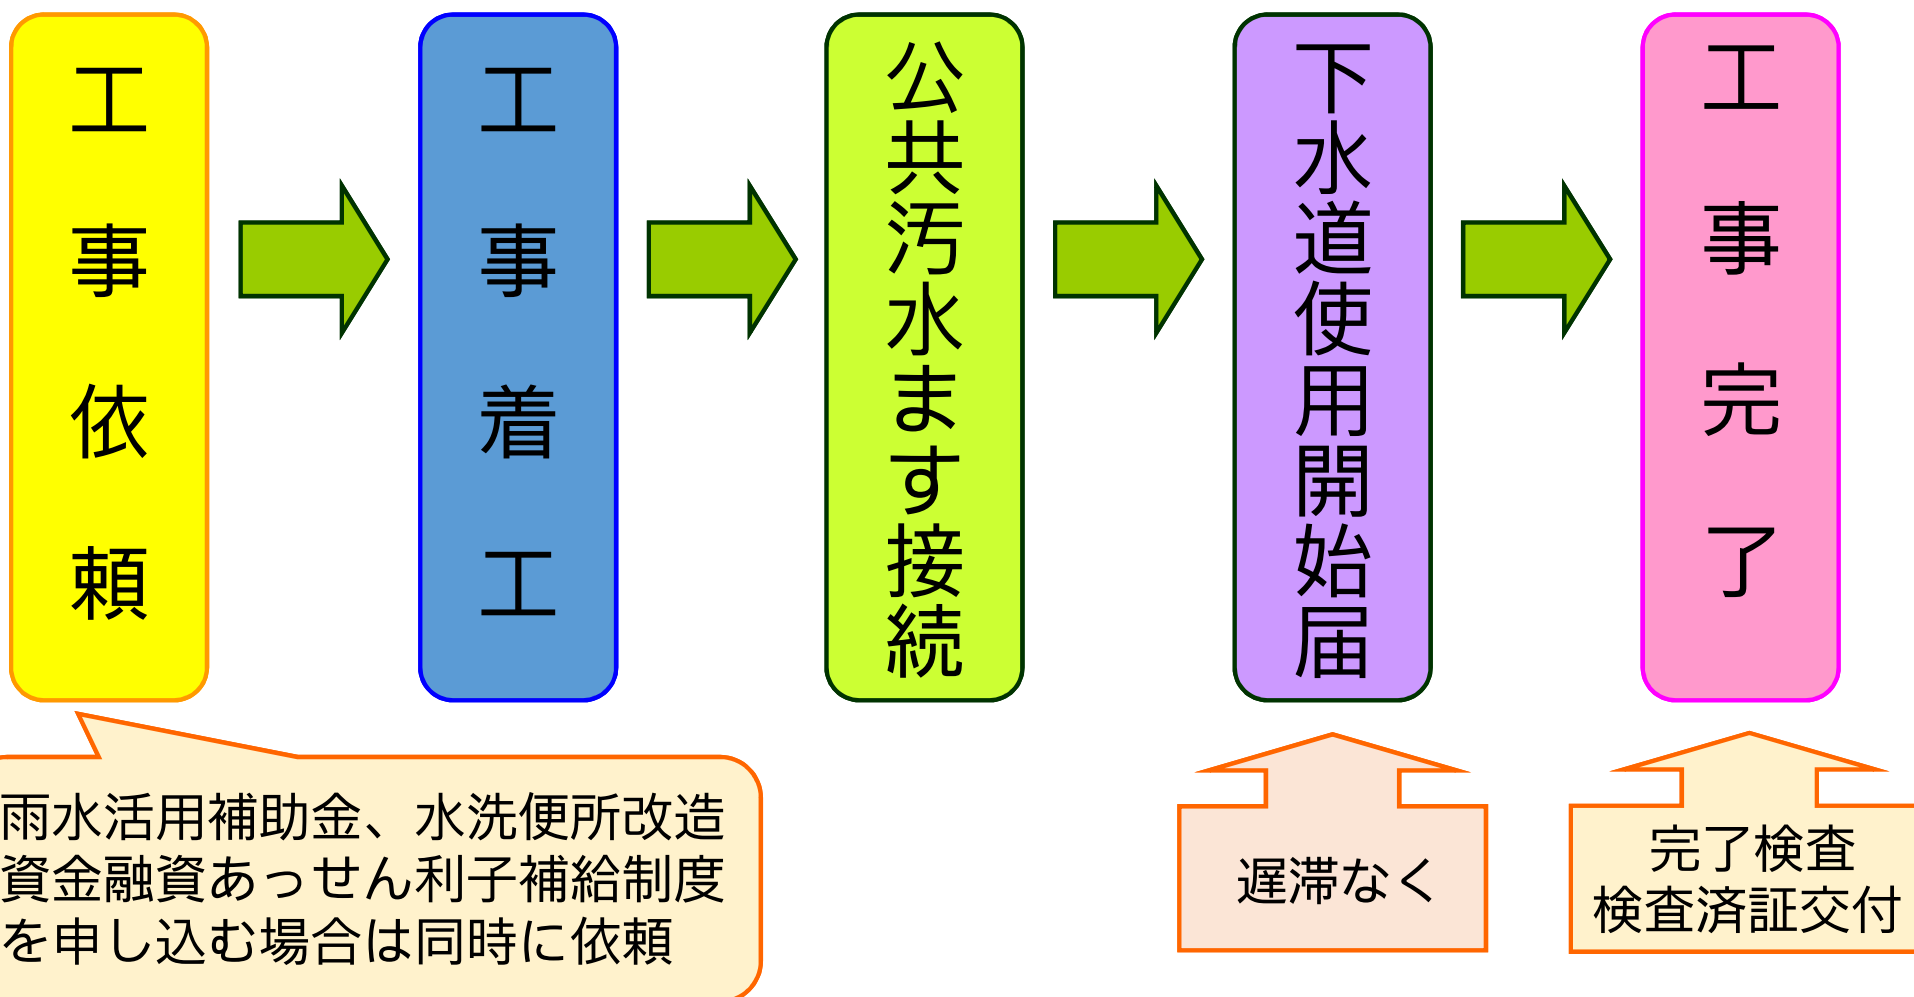 工事依頼
工事着工
公共汚水ます接続
下水道使用開始届
工事完了
雨水活用補助金、水洗便所改造
資金融資あっせん利子補給制度
を申し込む場合は同時に依頼
遅滞なく
完了検査
検査済証交付